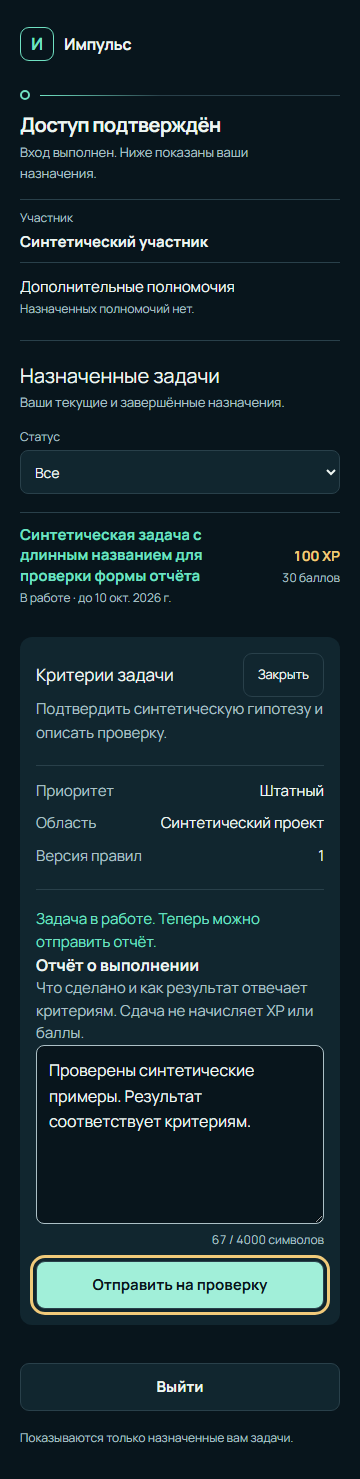 И
Импульс
Доступ подтверждён
Вход выполнен. Ниже показаны ваши
назначения.
Участник
Синтетический участник
Дополнительные полномочия
Назначенных полномочий нет.
Назначенные задачи
Ваши текущие и завершённые назначения.
Статус
Все
Синтетическая задача с
длинным названием для
проверки формы отчёта
100 XP
30 баллов
В работе · до 10 окт. 2026 г.
Критерии задачи
Закрыть
Подтвердить синтетическую гипотезу и
описать проверку.
Приоритет Штатный
Область Синтетический проект
Версия правил 1
Задача в работе. Теперь можно
отправить отчёт.
Отчёт о выполнении
Что сделано и как результат отвечает
критериям. Сдача не начисляет XP или
баллы.
Проверены синтетические
примеры. Результат
соответствует критериям.
67 / 4000 символов
Отправить на проверку
Выйти
Показываются только назначенные вам задачи.